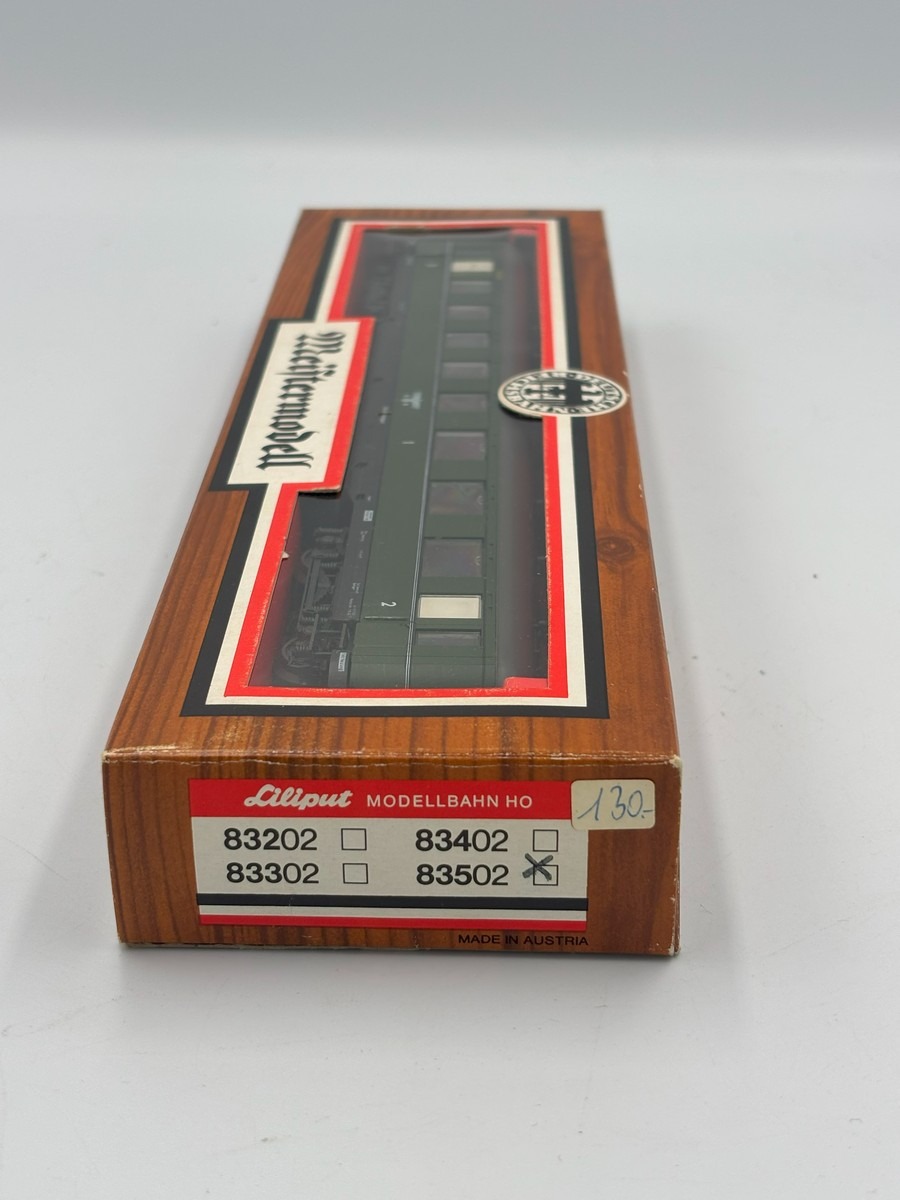 Meistermodell
2
Liliput MODELLBAHN HO
130.-
83202
83402
83302
83502
MADE IN AUSTRIA